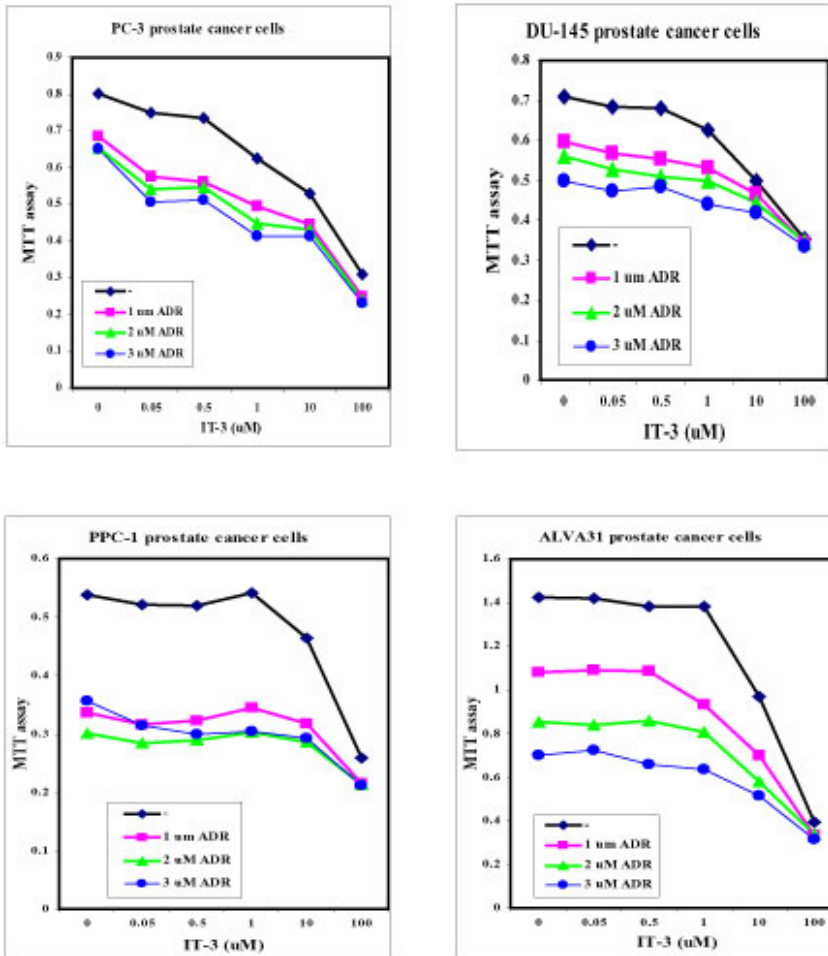 PC-3 prostate cancer cells
0.9
0.8
0.7
0.6
0.5
0.4
0.3
0.2
0.1
0
MTT assay
-
1 um ADR
2 uM ADR
3 uM ADR
0 0.05 0.5 1 10 100
IT-3 (uM)
DU-145 prostate cancer cells
0.8
0.7
0.6
0.5
0.4
0.3
0.2
0.1
0
MTT assay
-
1 uM ADR
2 uM ADR
3 uM ADR
0 0.05 0.5 1 10 100
IT-3 (uM)
PPC-1 prostate cancer cells
0.6
0.5
0.4
0.3
0.2
0.1
0
MTT assay
-
1 um ADR
2 uM ADR
3 uM ADR
0 0.05 0.5 1 10 100
IT-3 (uM)
ALVA31 prostate cancer cells
1.6
1.4
1.2
1
0.8
0.6
0.4
0.2
0
MTT assay
-
1 um ADR
2 uM ADR
3 uM ADR
0 0.05 0.5 1 10 100
IT-3 (uM)